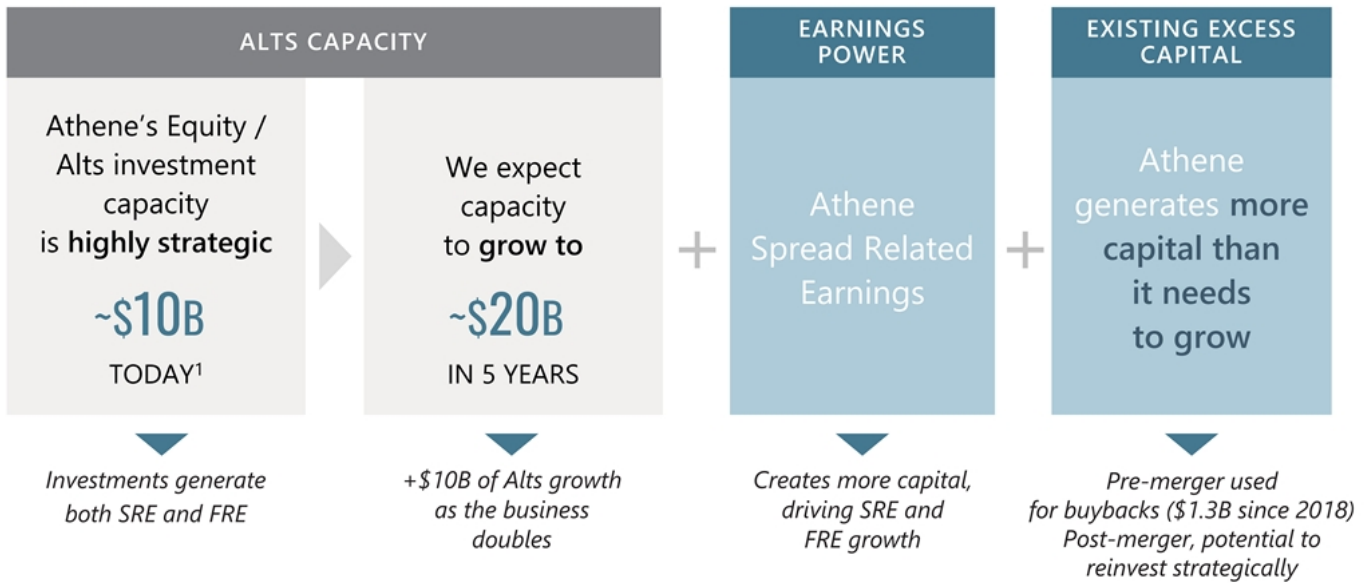 ALTS CAPACITY
Athene's Equity /
Alts investment
capacity
is highly strategic
~$10B
TODAY¹
We expect
capacity
to grow to
~$20B
IN 5 YEARS
+
EARNINGS
POWER
Athene
Spread Related
Earnings
+
EXISTING EXCESS
CAPITAL
Athene
generates more
capital than
it needs
to grow
Investments generate
both SRE and FRE
+$10B of Alts growth
as the business
doubles
Creates more capital,
driving SRE and
FRE growth
Pre-merger used
for buybacks ($1.3B since 2018)
Post-merger, potential to
reinvest strategically